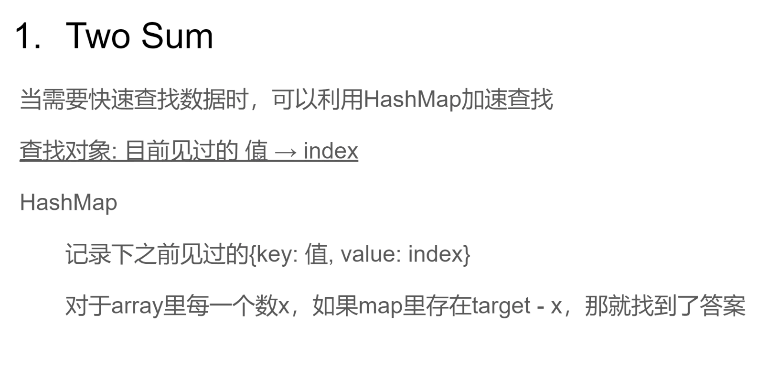 1. Two Sum
当需要快速查找数据时，可以利用HashMap加速查找
查找对象: 目前见过的 值 → index
HashMap
记录下之前见过的{key: 值, value: index}
对于array里每一个数x，如果map里存在target - x，那就找到了答案